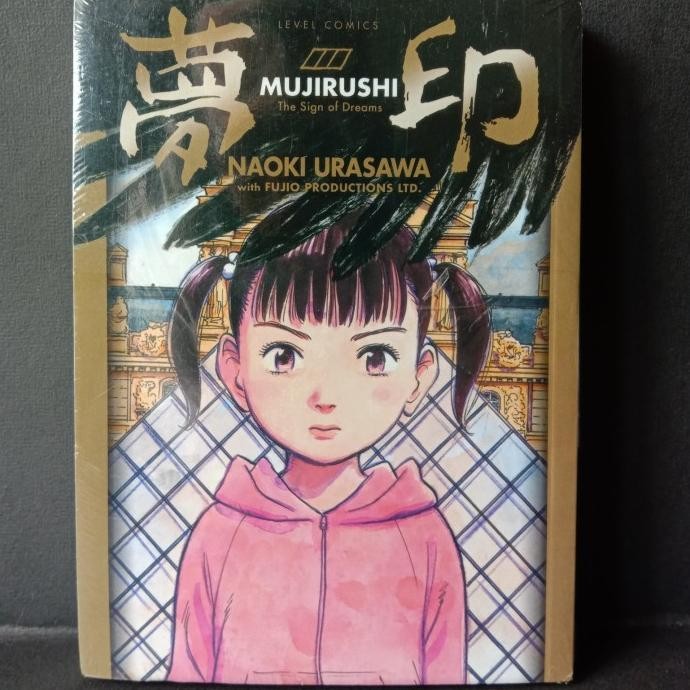 LEVEL COMICS
夢印
MUJIRUSHI
The Sign of Dreams
NAOKI URASAWA
with FUJIO PRODUCTIONS LTD.